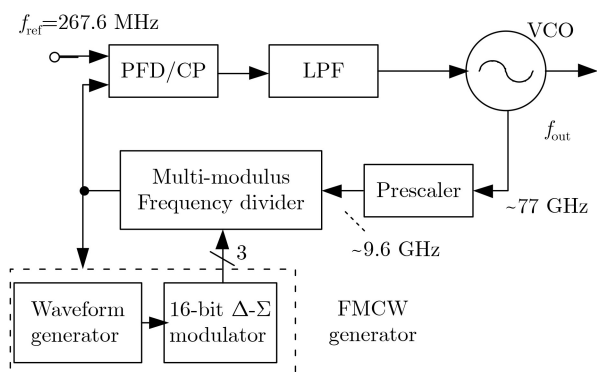 f_ref=267.6 MHz
VCO
PFD/CP
LPF
f_out
Multi-modulus
Frequency divider
Prescaler
~77 GHz
~9.6 GHz
3
Waveform
generator
16-bit Δ-Σ
modulator
FMCW
generator